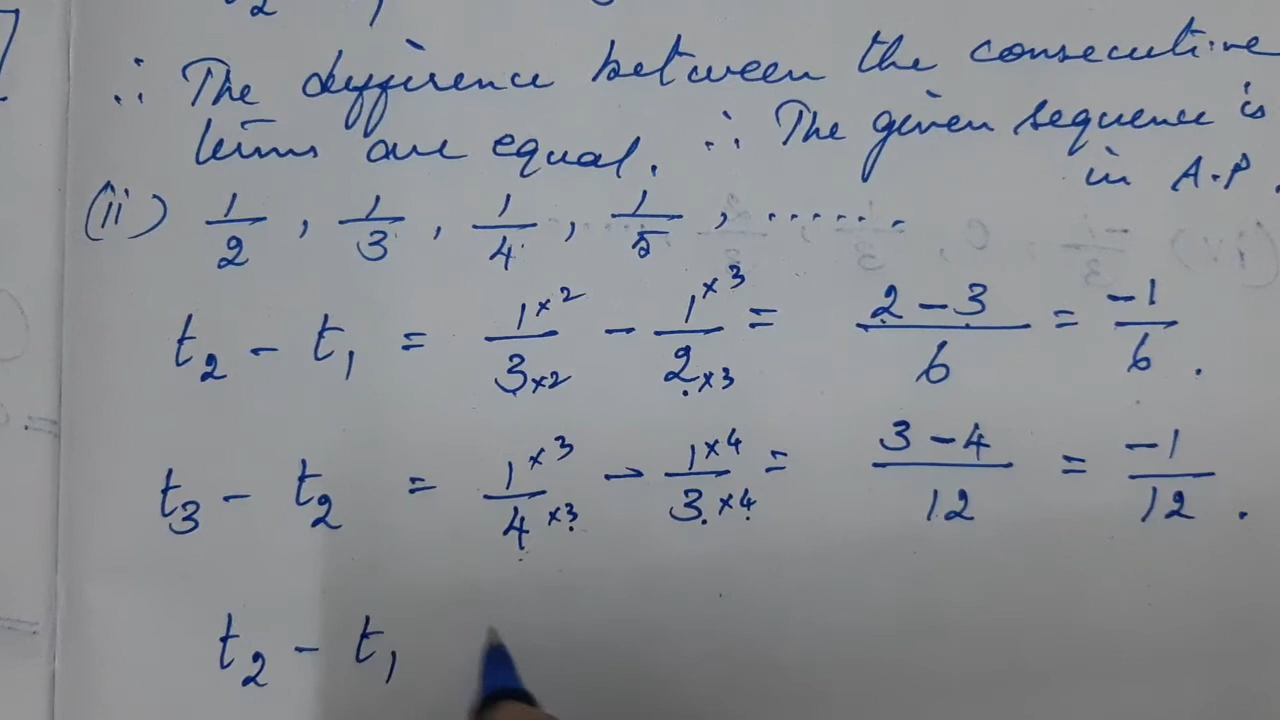 ∴ The difference between the consecutive
terms are equal. ∴ The given sequence is
in A.P.
(ii) 1/2 , 1/3 , 1/4 , 1/5 , .......
t₂ - t₁ = 1×2/3×2 - 1×3/2×3 = 2-3/6 = -1/6 .
t₃ - t₂ = 1×3/4×3 - 1×4/3×4 = 3-4/12 = -1/12 .
t₂ - t₁